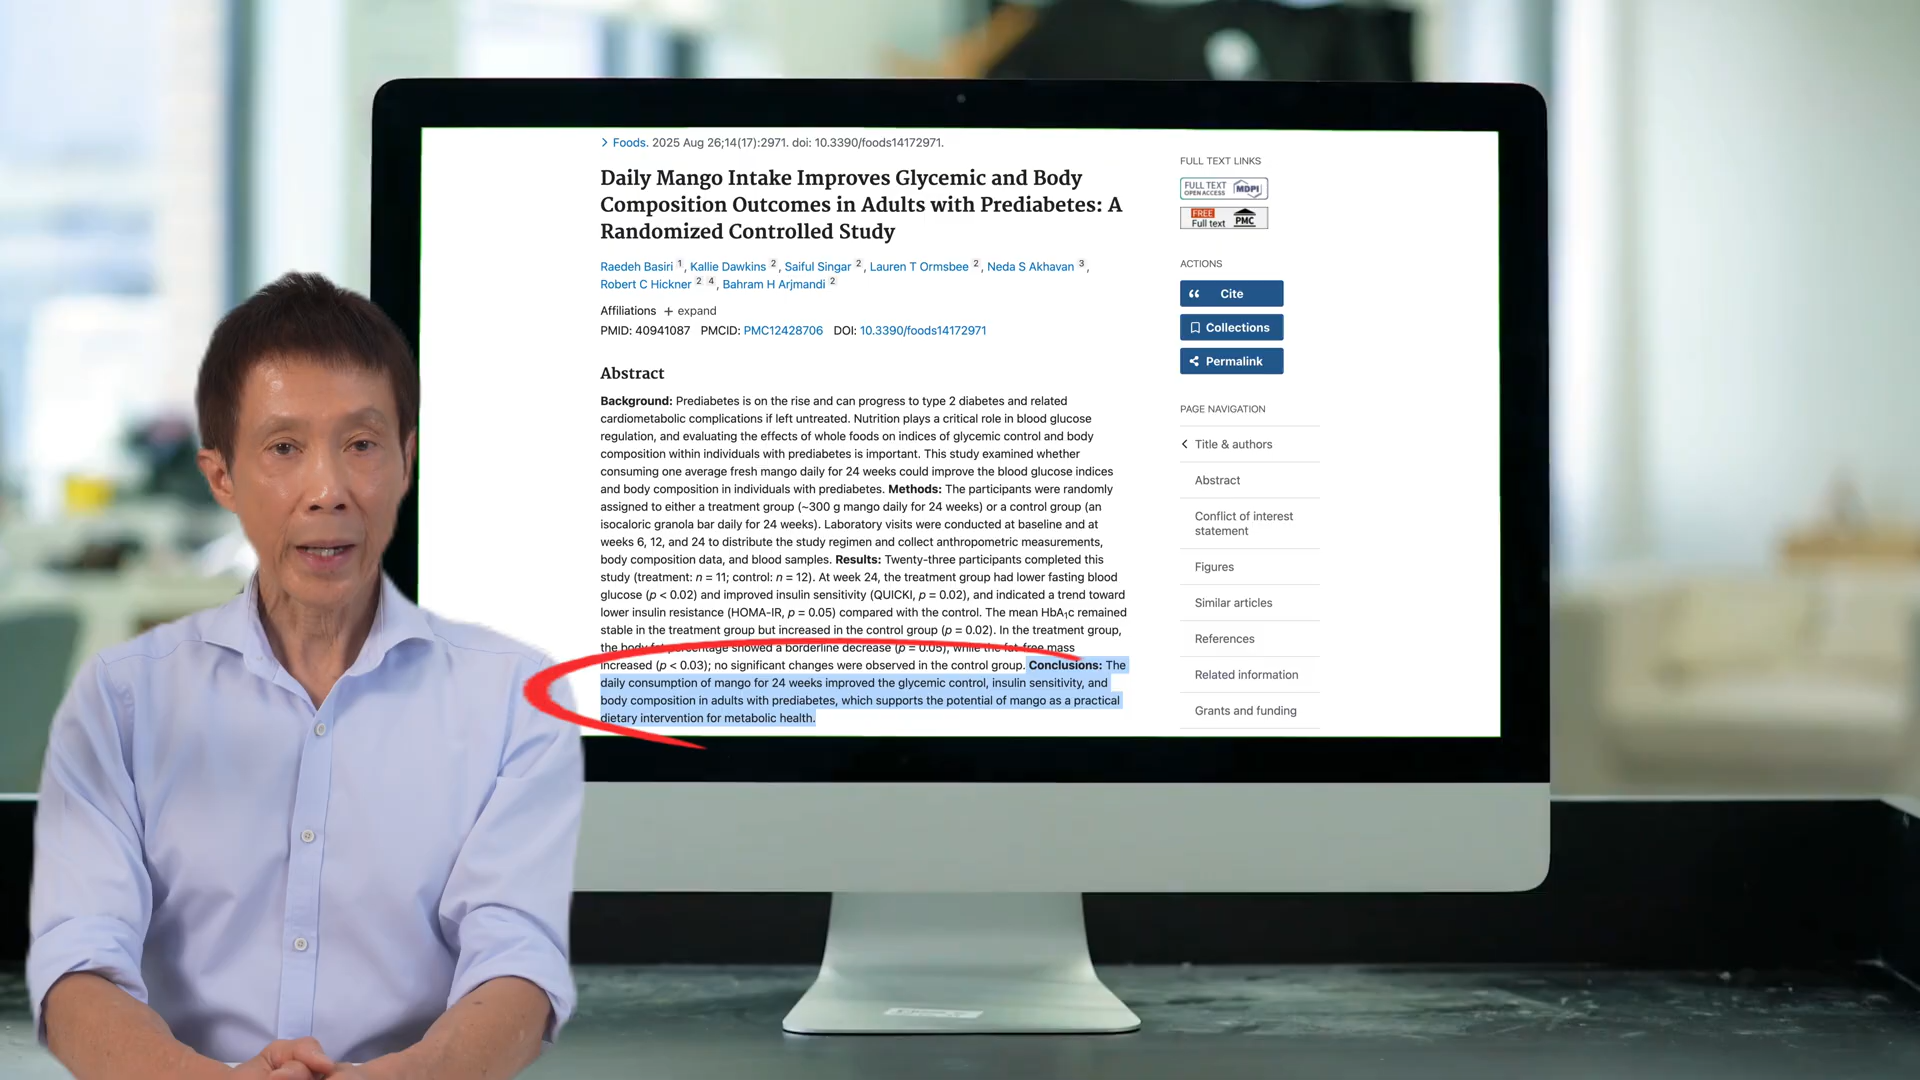 > Foods. 2025 Aug 26;14(17):2971. doi: 10.3390/foods14172971.
Daily Mango Intake Improves Glycemic and Body
Composition Outcomes in Adults with Prediabetes: A
Randomized Controlled Study
Raedeh Basiri 1, Kallie Dawkins 2, Saiful Singar 2, Lauren T Ormsbee 2, Neda S Akhavan 3,
Robert C Hickner 2 4, Bahram H Arjmandi 2
Affiliations + expand
PMID: 40941087 PMCID: PMC12428706 DOI: 10.3390/foods14172971
Abstract
Background: Prediabetes is on the rise and can progress to type 2 diabetes and related
cardiometabolic complications if left untreated. Nutrition plays a critical role in blood glucose
regulation, and evaluating the effects of whole foods on indices of glycemic control and body
composition within individuals with prediabetes is important. This study examined whether
consuming one average fresh mango daily for 24 weeks could improve the blood glucose indices
and body composition in individuals with prediabetes. Methods: The participants were randomly
assigned to either a treatment group (~300 g mango daily for 24 weeks) or a control group (an
isocaloric granola bar daily for 24 weeks). Laboratory visits were conducted at baseline and at
weeks 6, 12, and 24 to distribute the study regimen and collect anthropometric measurements,
body composition data, and blood samples. Results: Twenty-three participants completed this
study (treatment: n = 11; control: n = 12). At week 24, the treatment group had lower fasting blood
glucose (p < 0.02) and improved insulin sensitivity (QUICKI, p = 0.02), and indicated a trend toward
lower insulin resistance (HOMA-IR, p = 0.05) compared with the control. The mean HbA1c remained
stable in the treatment group but increased in the control group (p = 0.02). In the treatment group,
the body fat percentage showed a borderline decrease (p = 0.05), while the fat-free mass
increased (p < 0.03); no significant changes were observed in the control group. Conclusions: The
daily consumption of mango for 24 weeks improved the glycemic control, insulin sensitivity, and
body composition in adults with prediabetes, which supports the potential of mango as a practical
dietary intervention for metabolic health.
FULL TEXT LINKS
FULL TEXT
OPEN ACCESS
MDPI
FREE
Full text
PMC
ACTIONS
Cite
Collections
Permalink
PAGE NAVIGATION
Title & authors
Abstract
Conflict of interest
statement
Figures
Similar articles
References
Related information
Grants and funding